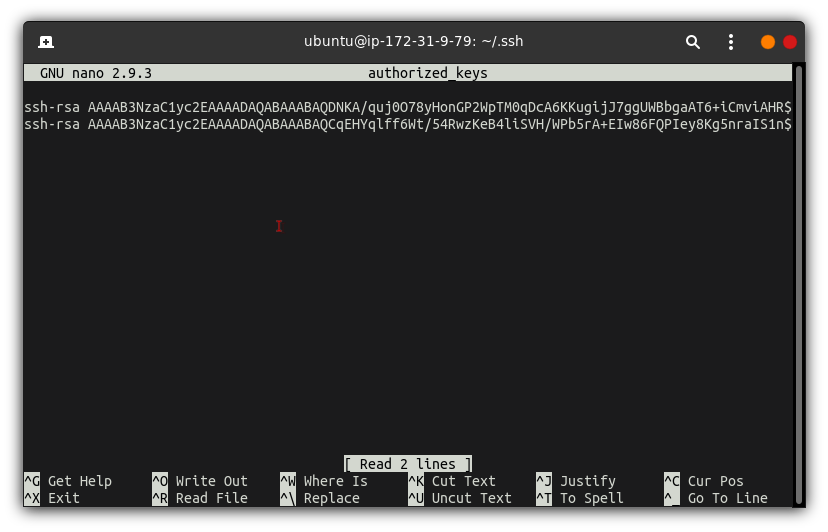 ubuntu@ip-172-31-9-79: ~/.ssh
GNU nano 2.9.3 authorized_keys
ssh-rsa AAAAB3NzaC1yc2EAAAADAQABAAABAQDNKA/quj0O78yHonGP2WpTM0qDcA6KKugijJ7ggUWBbgaAT6+iCmviAHR$
ssh-rsa AAAAB3NzaC1yc2EAAAADAQABAAABAQCqEHYqlff6Wt/54RwzKeB4liSVH/WPb5rA+EIw86FQPIey8Kg5nraIS1n$
[ Read 2 lines ]
^G Get Help ^O Write Out ^W Where Is ^K Cut Text ^J Justify ^C Cur Pos
^X Exit ^R Read File ^\ Replace ^U Uncut Text ^T To Spell ^_ Go To Line